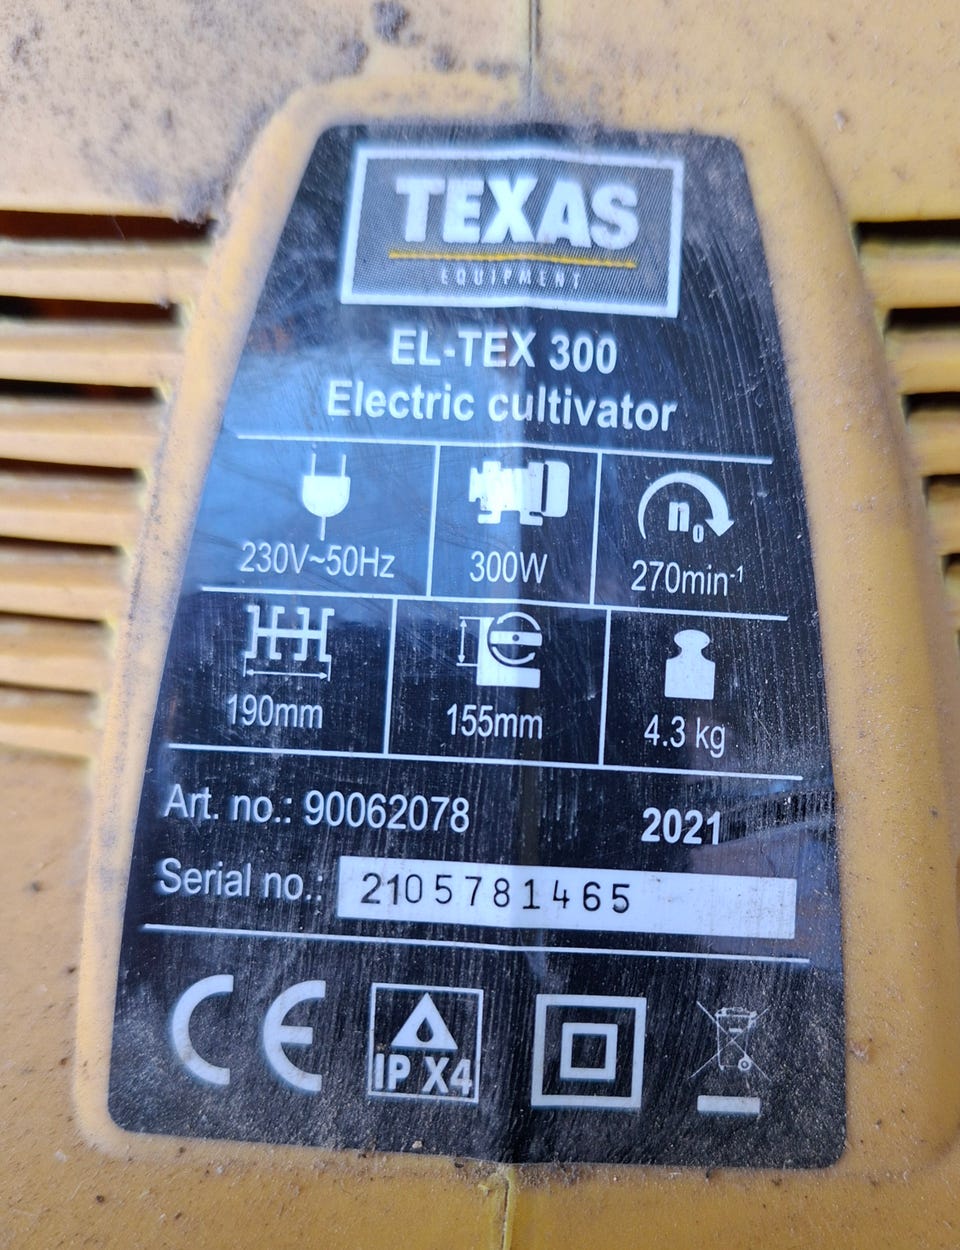 TEXAS
EQUIPMENT
EL-TEX 300
Electric cultivator
230V~50Hz 300W n0 270min-1
190mm 155mm 4.3 kg
Art. no.: 90062078 2021
Serial no.: 2105781465
CE IP X4